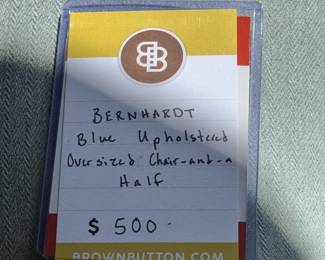 BB
BERNHARDT
Blue Upholstered
Oversized Chair-and-a
Half
$ 500-
BROWNBUTTON.COM